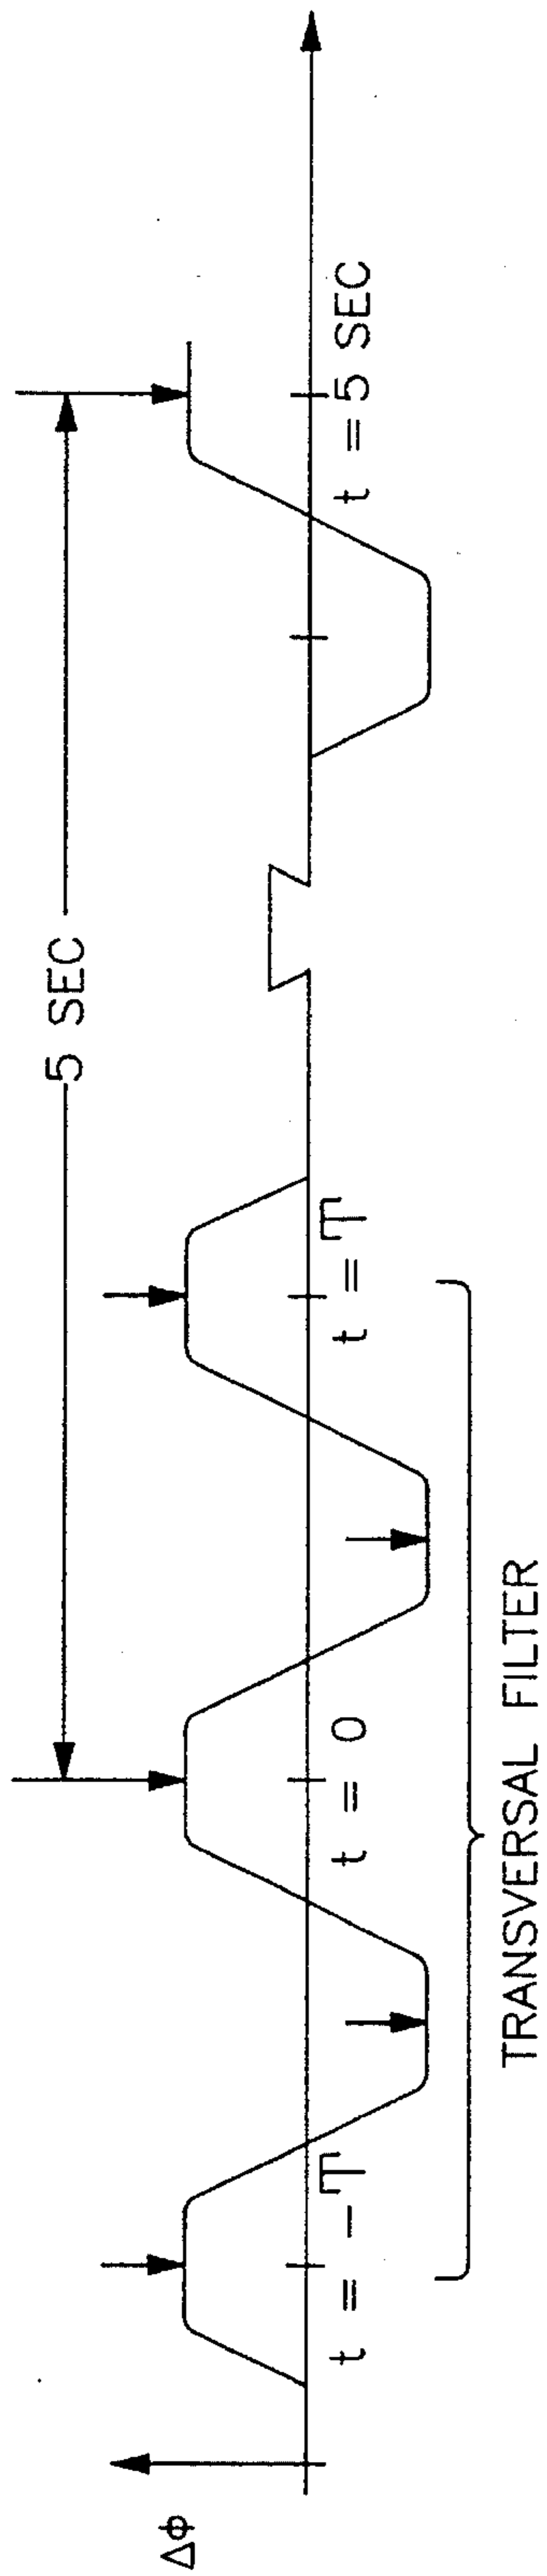 5 SEC
Δϕ
t = -T
t = 0
t = T
t = 5 SEC
TRANSVERSAL FILTER